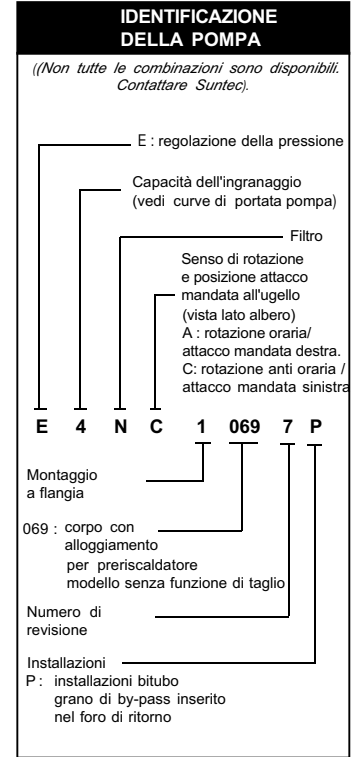 IDENTIFICAZIONE
DELLA POMPA
((Non tutte le combinazioni sono disponibili.
Contattare Suntec).
E : regolazione della pressione
Capacità dell'ingranaggio
(vedi curve di portata pompa)
Filtro
Senso di rotazione
e posizione attacco
mandata all'ugello
(vista lato albero)
A : rotazione oraria/
attacco mandata destra.
C: rotazione anti oraria /
attacco mandata sinistra
E 4 N C 1 069 7 P
Montaggio
a flangia
069 : corpo con
alloggiamento
per preriscaldatore
modello senza funzione di taglio
Numero di
revisione
Installazioni
P : installazioni bitubo
grano di by-pass inserito
nel foro di ritorno